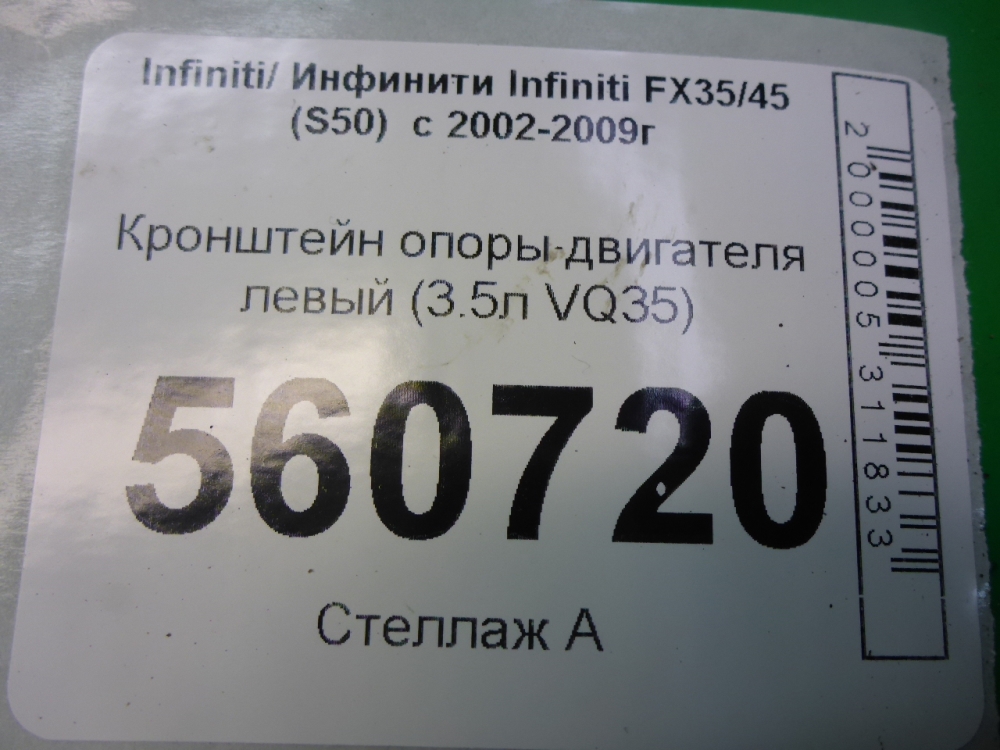 Infiniti/ Инфинити Infiniti FX35/45
(S50) с 2002-2009г
Кронштейн опоры двигателя
левый (3.5л VQ35)
560720
Стеллаж А
2000005311833